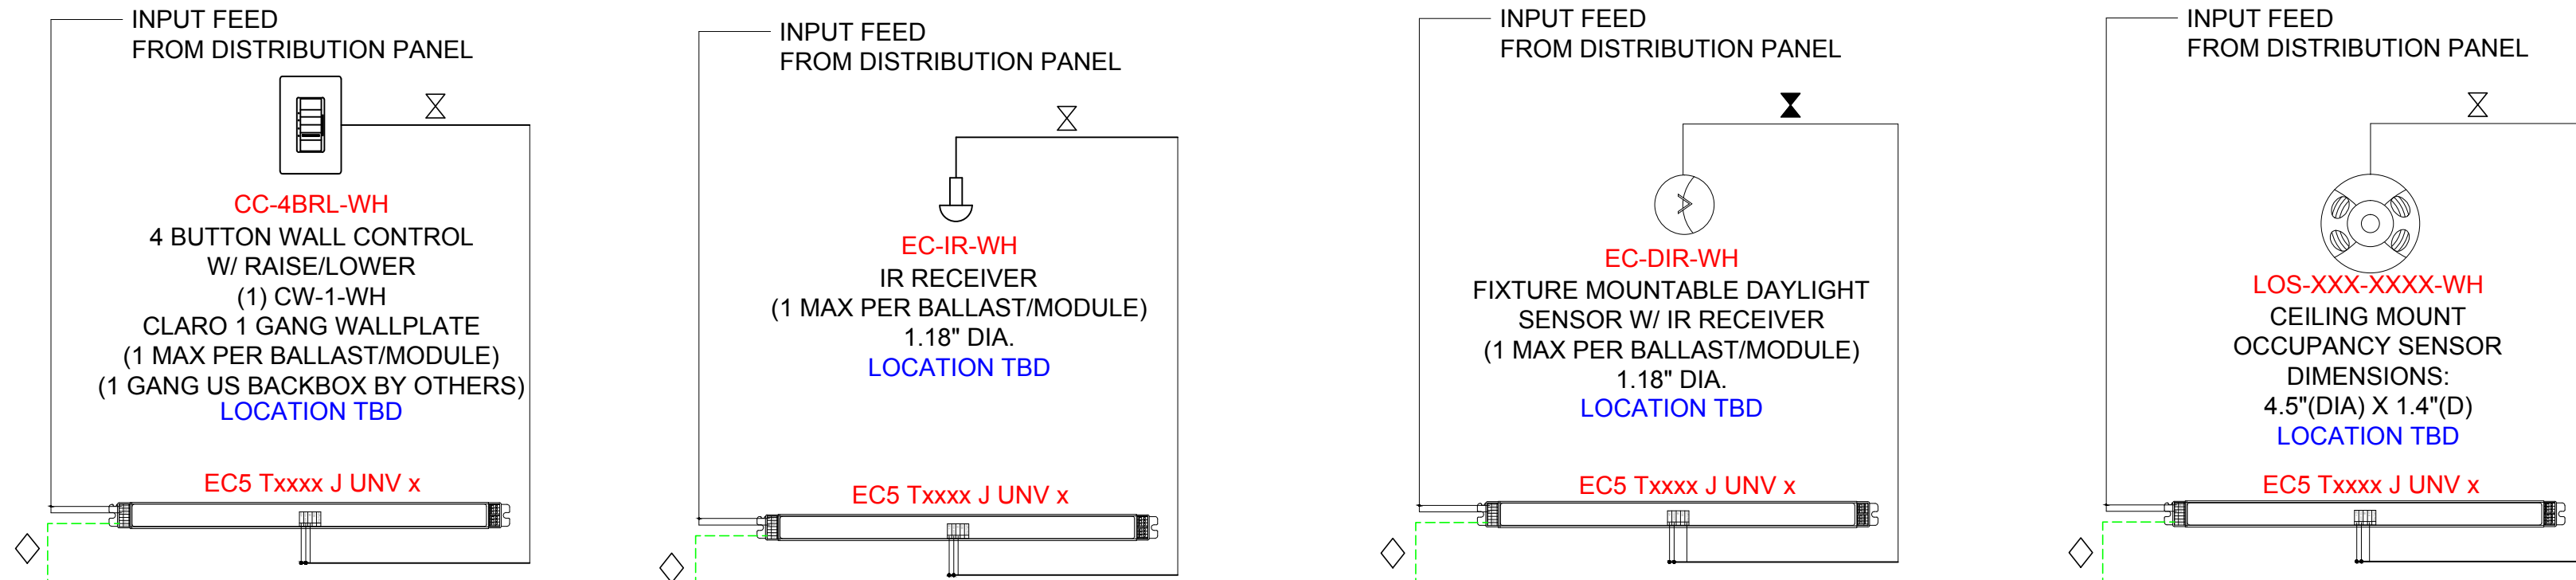 INPUT FEED
FROM DISTRIBUTION PANEL
CC-4BRL-WH
4 BUTTON WALL CONTROL
W/ RAISE/LOWER
(1) CW-1-WH
CLARO 1 GANG WALLPLATE
(1 MAX PER BALLAST/MODULE)
(1 GANG US BACKBOX BY OTHERS)
LOCATION TBD
EC5 Txxxx J UNV x
INPUT FEED
FROM DISTRIBUTION PANEL
EC-IR-WH
IR RECEIVER
(1 MAX PER BALLAST/MODULE)
1.18" DIA.
LOCATION TBD
EC5 Txxxx J UNV x
INPUT FEED
FROM DISTRIBUTION PANEL
EC-DIR-WH
FIXTURE MOUNTABLE DAYLIGHT
SENSOR W/ IR RECEIVER
(1 MAX PER BALLAST/MODULE)
1.18" DIA.
LOCATION TBD
EC5 Txxxx J UNV x
INPUT FEED
FROM DISTRIBUTION PANEL
LOS-XXX-XXXX-WH
CEILING MOUNT
OCCUPANCY SENSOR
DIMENSIONS:
4.5"(DIA) X 1.4"(D)
LOCATION TBD
EC5 Txxxx J UNV x